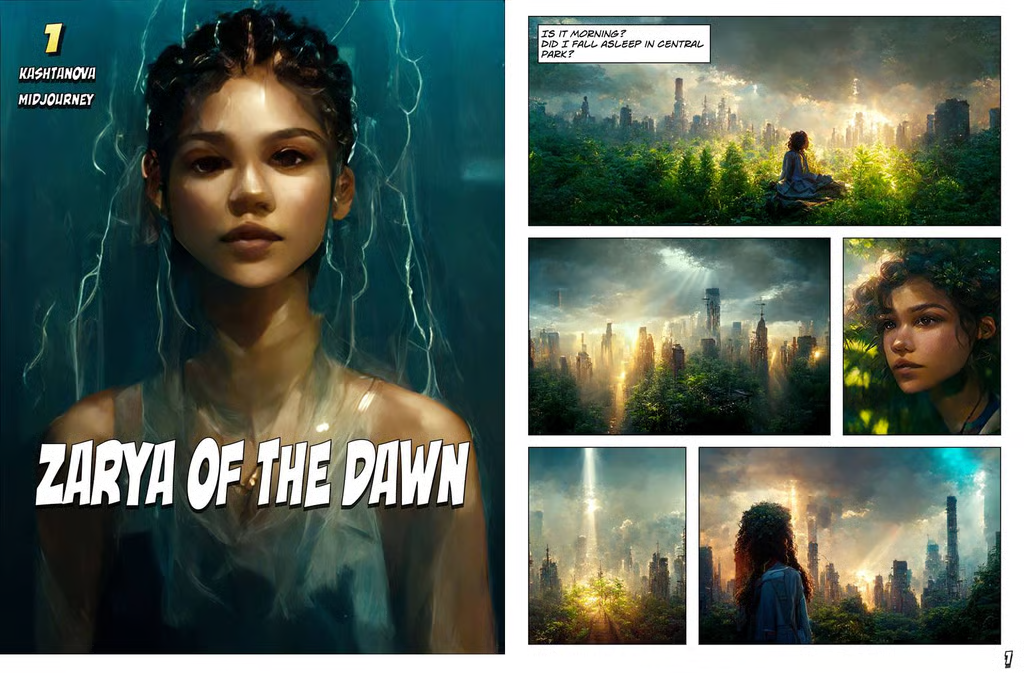 1
KASHTANOVA
MIDJOURNEY
ZARYA OF THE DAWN
IS IT MORNING?
DID I FALL ASLEEP IN CENTRAL
PARK?
1